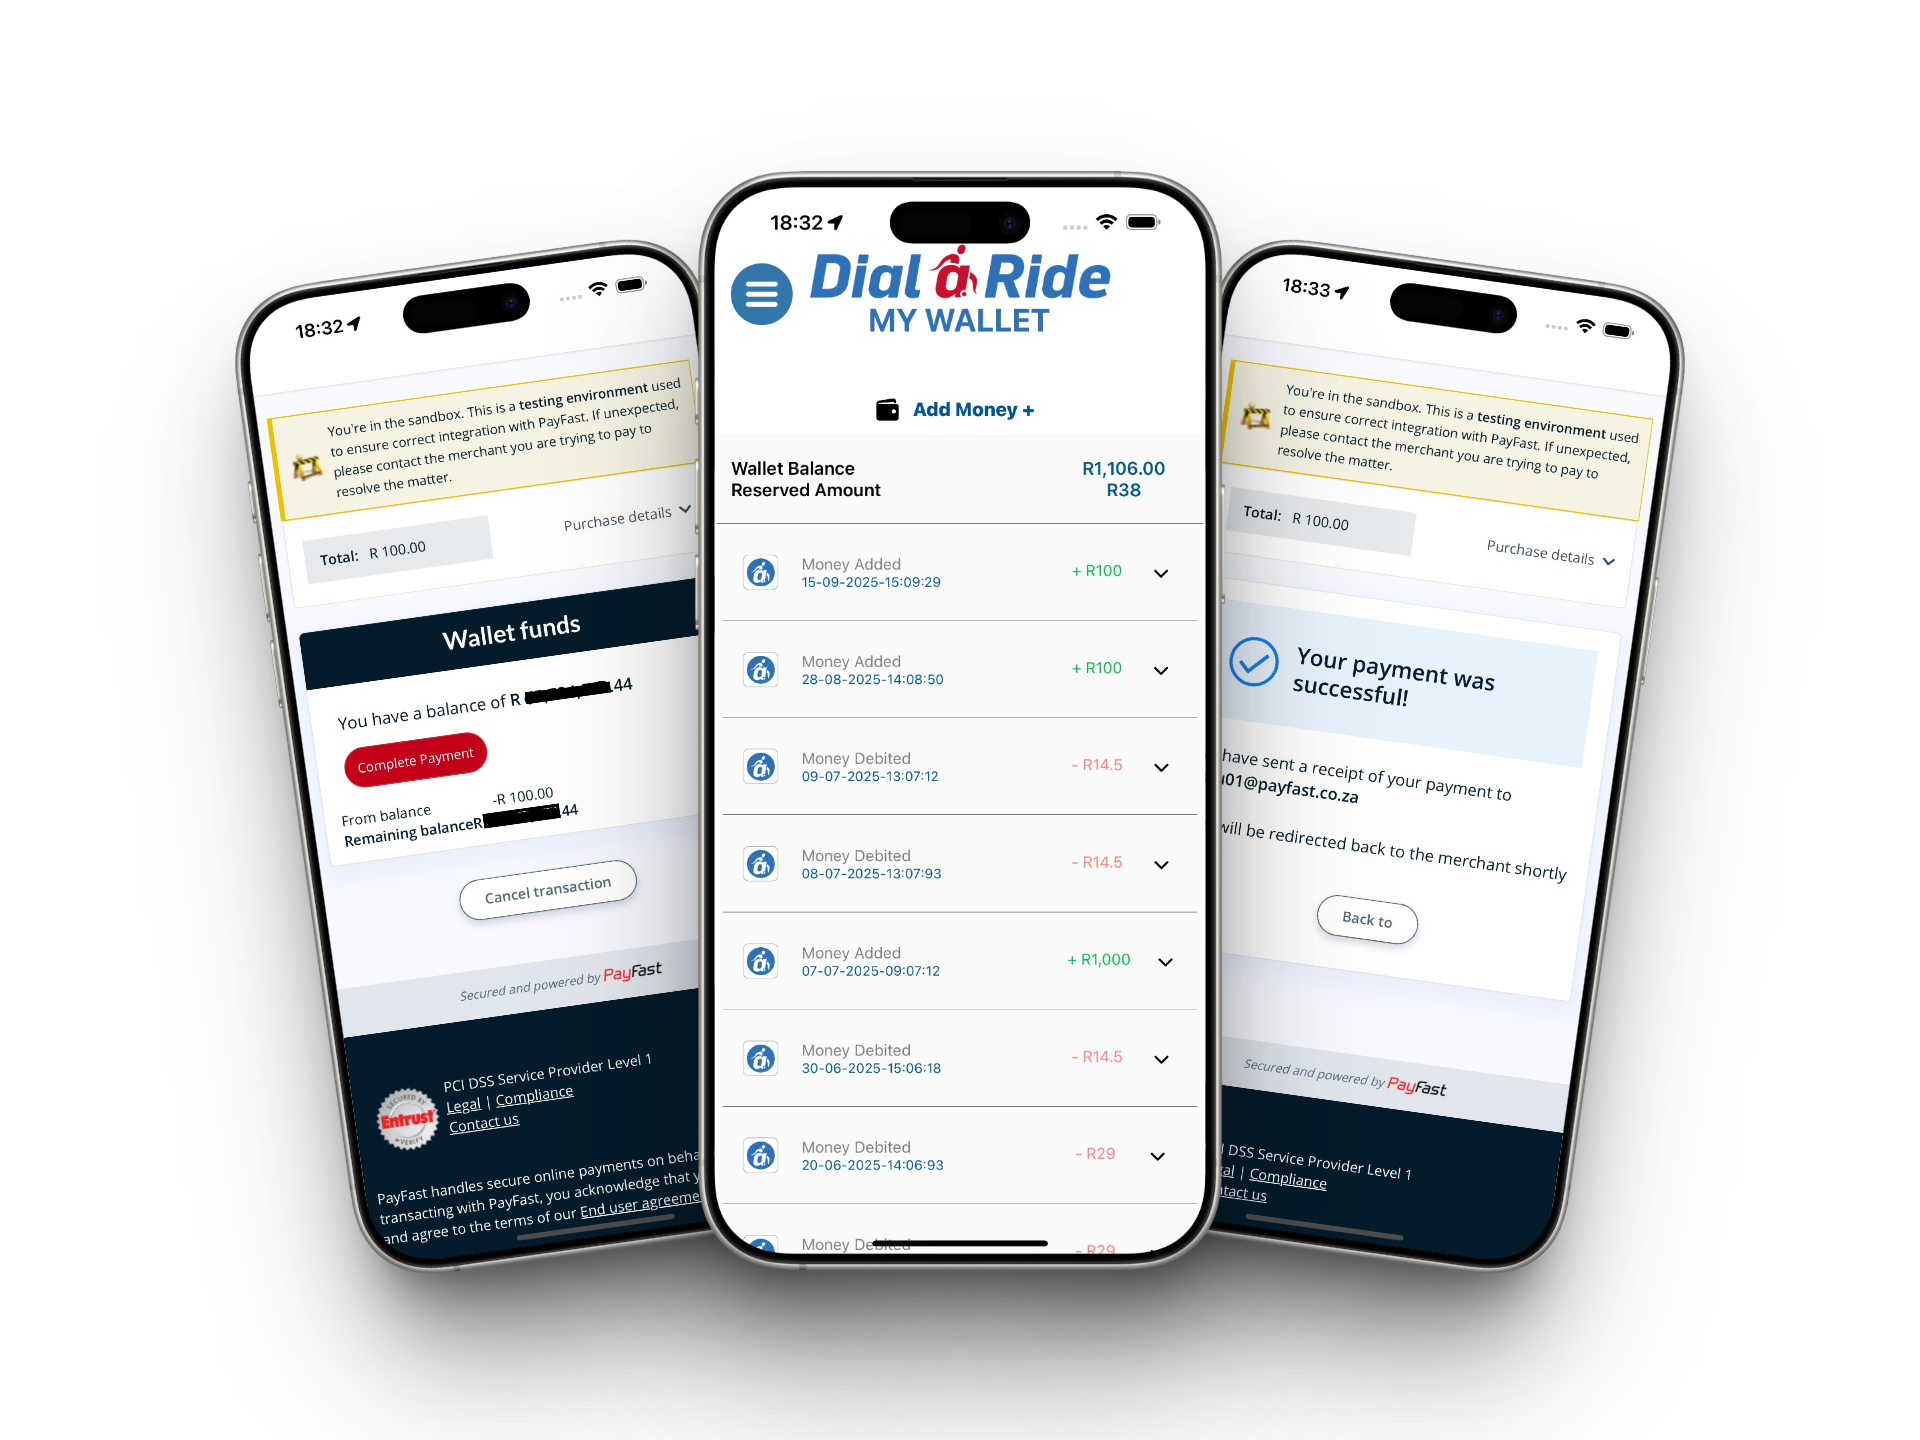 18:32
You're in the sandbox. This is a testing environment used
to ensure correct integration with PayFast. If unexpected,
please contact the merchant you are trying to pay to
resolve the matter.
Total: R 100.00
Purchase details
Wallet funds
You have a balance of R 44
Complete Payment
From balance -R 100.00
Remaining balanceR 44
Cancel transaction
Secured and powered by PayFast
SECURED BY
Entrust
VERIFY
PCI DSS Service Provider Level 1
Legal | Compliance
Contact us
PayFast handles secure online payments on beha
transacting with PayFast, you acknowledge that y
and agree to the terms of our End user agreeme
18:32
Dial a Ride
MY WALLET
Add Money +
Wallet Balance R1,106.00
Reserved Amount R38
Money Added
15-09-2025-15:09:29
+ R100
Money Added
28-08-2025-14:08:50
+ R100
Money Debited
09-07-2025-13:07:12
- R14.5
Money Debited
08-07-2025-13:07:93
- R14.5
Money Added
07-07-2025-09:07:12
+ R1,000
Money Debited
30-06-2025-15:06:18
- R14.5
Money Debited
20-06-2025-14:06:93
- R29
Money Debited
- R29
18:33
You're in the sandbox. This is a testing environment used
to ensure correct integration with PayFast. If unexpected,
please contact the merchant you are trying to pay to
resolve the matter.
Total: R 100.00
Purchase details
Your payment was
successful!
have sent a receipt of your payment to
01@payfast.co.za
will be redirected back to the merchant shortly
Back to
Secured and powered by PayFast
DSS Service Provider Level 1
al | Compliance
tact us